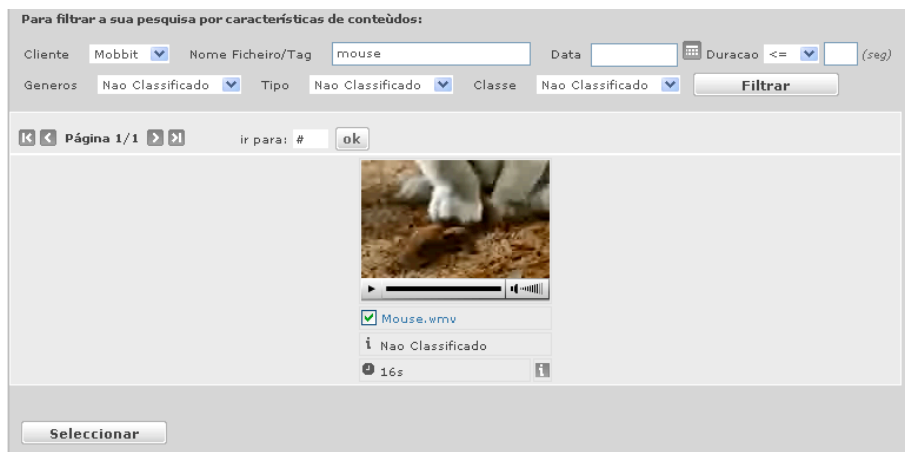 Para filtrar a sua pesquisa por características de conteùdos:
Cliente Mobbit Nome Ficheiro/Tag mouse Data Duracao <= (seg)
Generos Nao Classificado Tipo Nao Classificado Classe Nao Classificado Filtrar
Página 1/1 ir para: # ok
Mouse.wmv
i Nao Classificado
16s i
Seleccionar